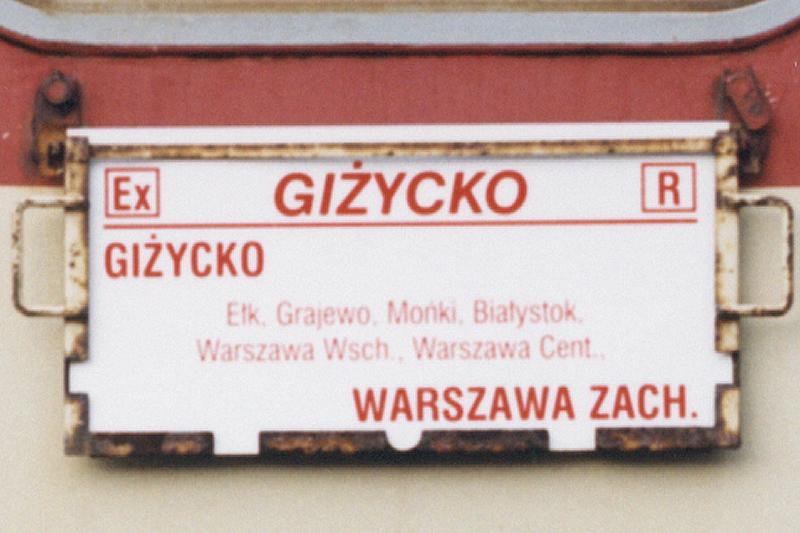 Ex GIŻYCKO R
GIŻYCKO
Ełk, Grajewo, Mońki, Białystok,
Warszawa Wsch., Warszawa Cent.,
WARSZAWA ZACH.